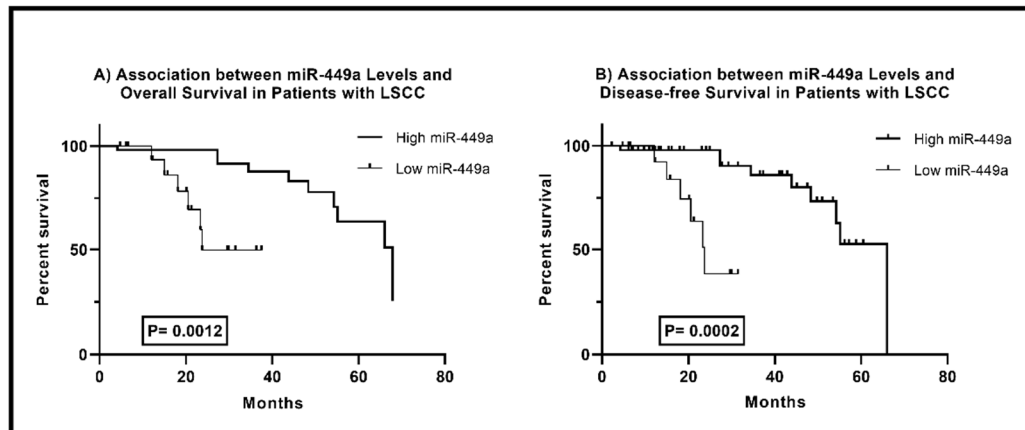 A) Association between miR-449a Levels and
Overall Survival in Patients with LSCC
High miR-449a
Low miR-449a
100
50
0
Percent survival
P= 0.0012
0 20 40 60 80
Months
B) Association between miR-449a Levels and
Disease-free Survival in Patients with LSCC
High miR-449a
Low miR-449a
100
50
0
Percent survival
P= 0.0002
0 20 40 60 80
Months